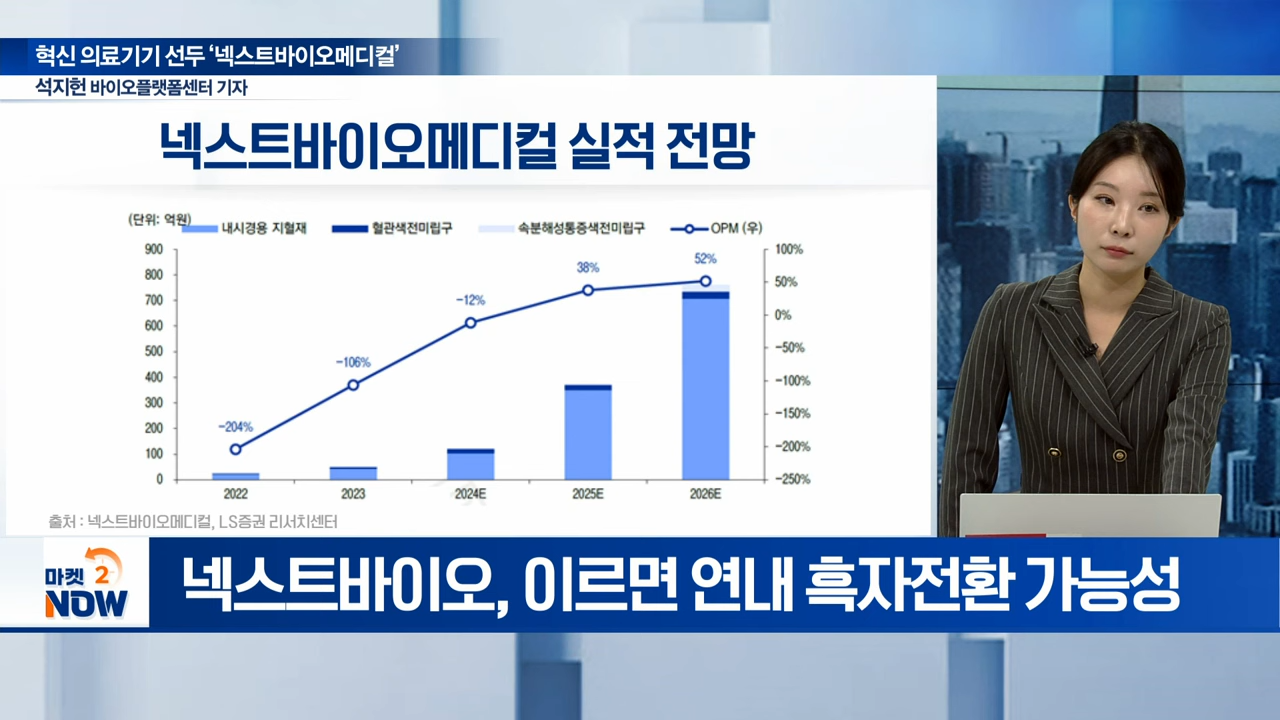 혁신 의료기기 선두 ‘넥스트바이오메디컬’
석지헌 바이오플랫폼센터 기자
넥스트바이오메디컬 실적 전망
(단위: 억원)
내시경용 지혈재 혈관색전미립구 속분해성통증색전미립구 OPM (우)
900
800
700
600
500
400
300
200
100
0
100%
50%
0%
-50%
-100%
-150%
-200%
-250%
-204%
-106%
-12%
38%
52%
2022 2023 2024E 2025E 2026E
출처 : 넥스트바이오메디컬, LS증권 리서치센터
마켓 2
NOW
넥스트바이오, 이르면 연내 흑자전환 가능성